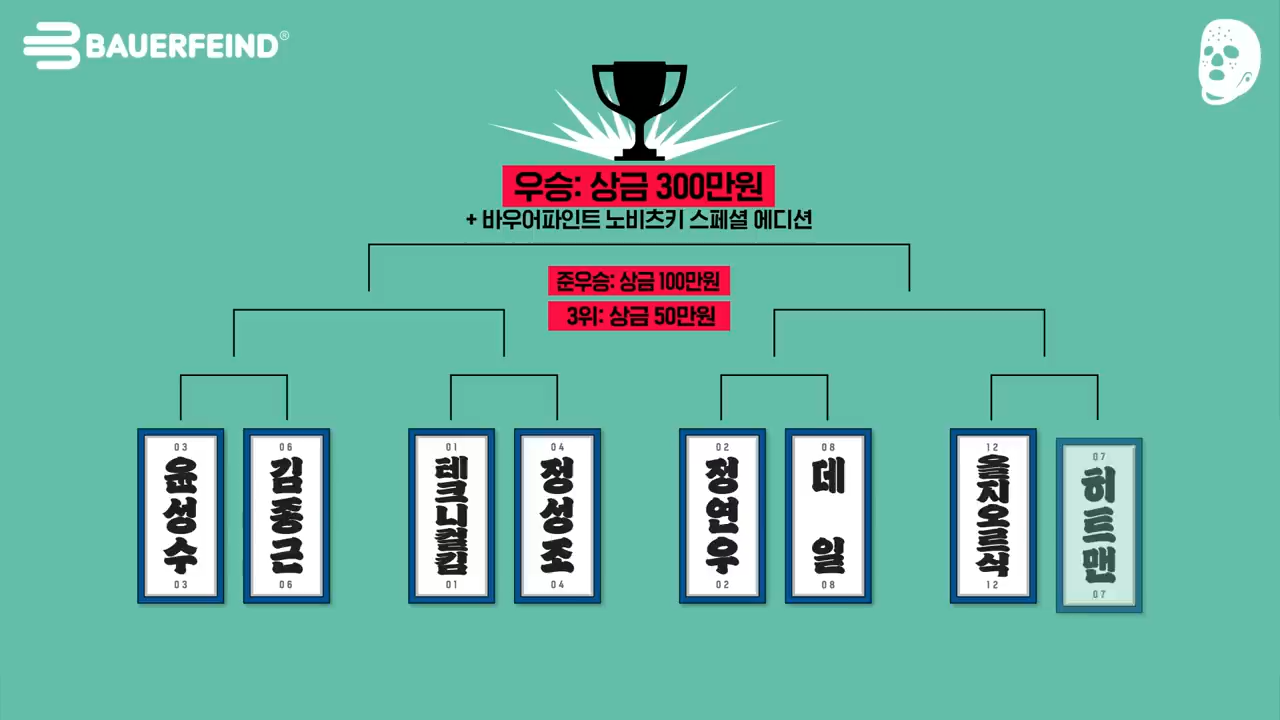 BAUERFEIND®
우승: 상금 300만원
+ 바우어파인트 노비츠키 스페셜 에디션
준우승: 상금 100만원
3위: 상금 50만원
03
윤성수
03
06
김종근
06
01
테크니컬킴
01
04
정성조
04
02
정연우
02
08
데일
08
12
을지오르식
12
07
히트맨
07